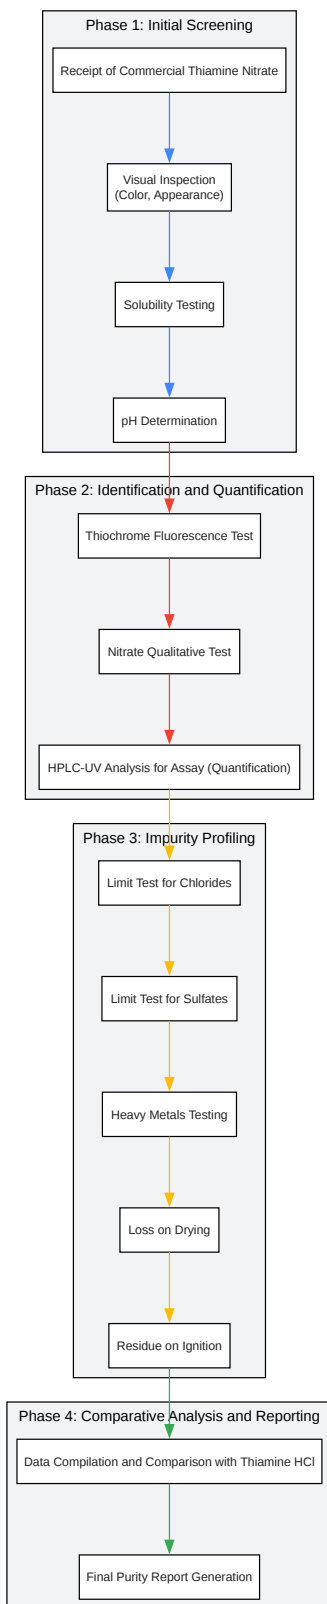 Phase 1: Initial Screening
Receipt of Commercial Thiamine Nitrate
Visual Inspection
(Color, Appearance)
Solubility Testing
pH Determination
Phase 2: Identification and Quantification
Thiochrome Fluorescence Test
Nitrate Qualitative Test
HPLC-UV Analysis for Assay (Quantification)
Phase 3: Impurity Profiling
Limit Test for Chlorides
Limit Test for Sulfates
Heavy Metals Testing
Loss on Drying
Residue on Ignition
Phase 4: Comparative Analysis and Reporting
Data Compilation and Comparison with Thiamine HCl
Final Purity Report Generation